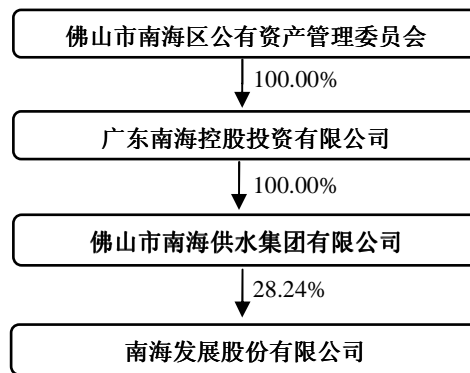 佛山市南海区公有资产管理委员会
100.00%
广东南海控股投资有限公司
100.00%
佛山市南海供水集团有限公司
28.24%
南海发展股份有限公司